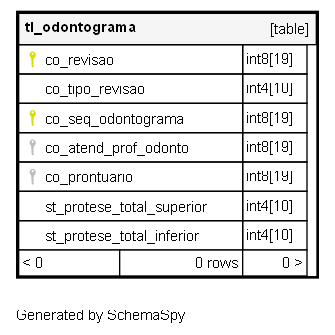 tl_odontograma [table]
co_revisao int8[19]
co_tipo_revisao int4[10]
co_seq_odontograma int8[19]
co_atend_prof_odonto int8[19]
co_prontuario int8[19]
st_protese_total_superior int4[10]
st_protese_total_inferior int4[10]
< 0 0 rows 0 >
Generated by SchemaSpy